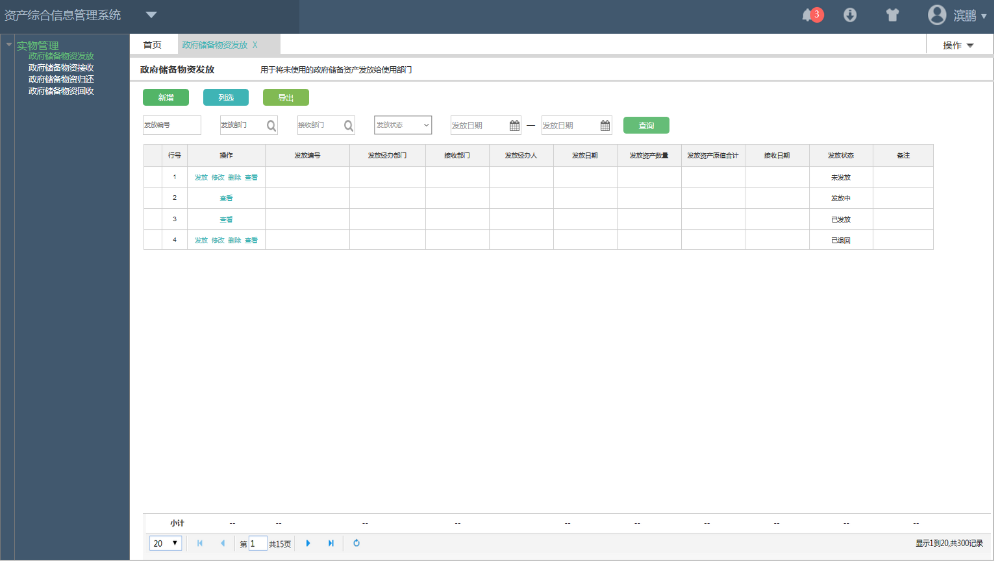 资产综合信息管理系统
3
滨鹏
实物管理
政府储备物资发放
政府储备物资接收
政府储备物资归还
政府储备物资回收
首页 政府储备物资发放 X 操作
政府储备物资发放 用于将未使用的政府储备资产发放给使用部门
新增 列选 导出
发放编号 发放部门 接收部门 发放状态 发放日期 — 发放日期 查询
行号 操作 发放编号 发放经办部门 接收部门 发放经办人 发放日期 发放资产数量 发放资产原值合计 接收日期 发放状态 备注
1 发放 修改 删除 查看 未发放
2 查看 发放中
3 查看 已发放
4 发放 修改 删除 查看 已退回
小计 -- -- -- -- -- -- -- -- -- --
20 第 1 共15页 显示1到20,共300记录